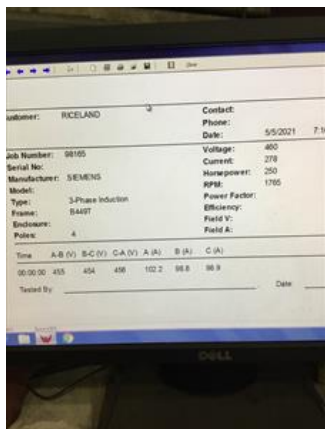 Customer: RICELAND
Contact:
Phone:
Date: 5/5/2021
Job Number: 98165
Serial No:
Manufacturer: SIEMENS
Model:
Type: 3-Phase Induction
Frame: B449T
Enclosure:
Poles: 4
Voltage: 460
Current: 278
Horsepower: 250
RPM: 1765
Power Factor:
Efficiency:
Field V:
Field A:
Time A-B (V) B-C (V) C-A (V) A (A) B (A) C (A)
00:00:00 455 454 456 102.2 98.8 98.9
Tested By: Date
DELL